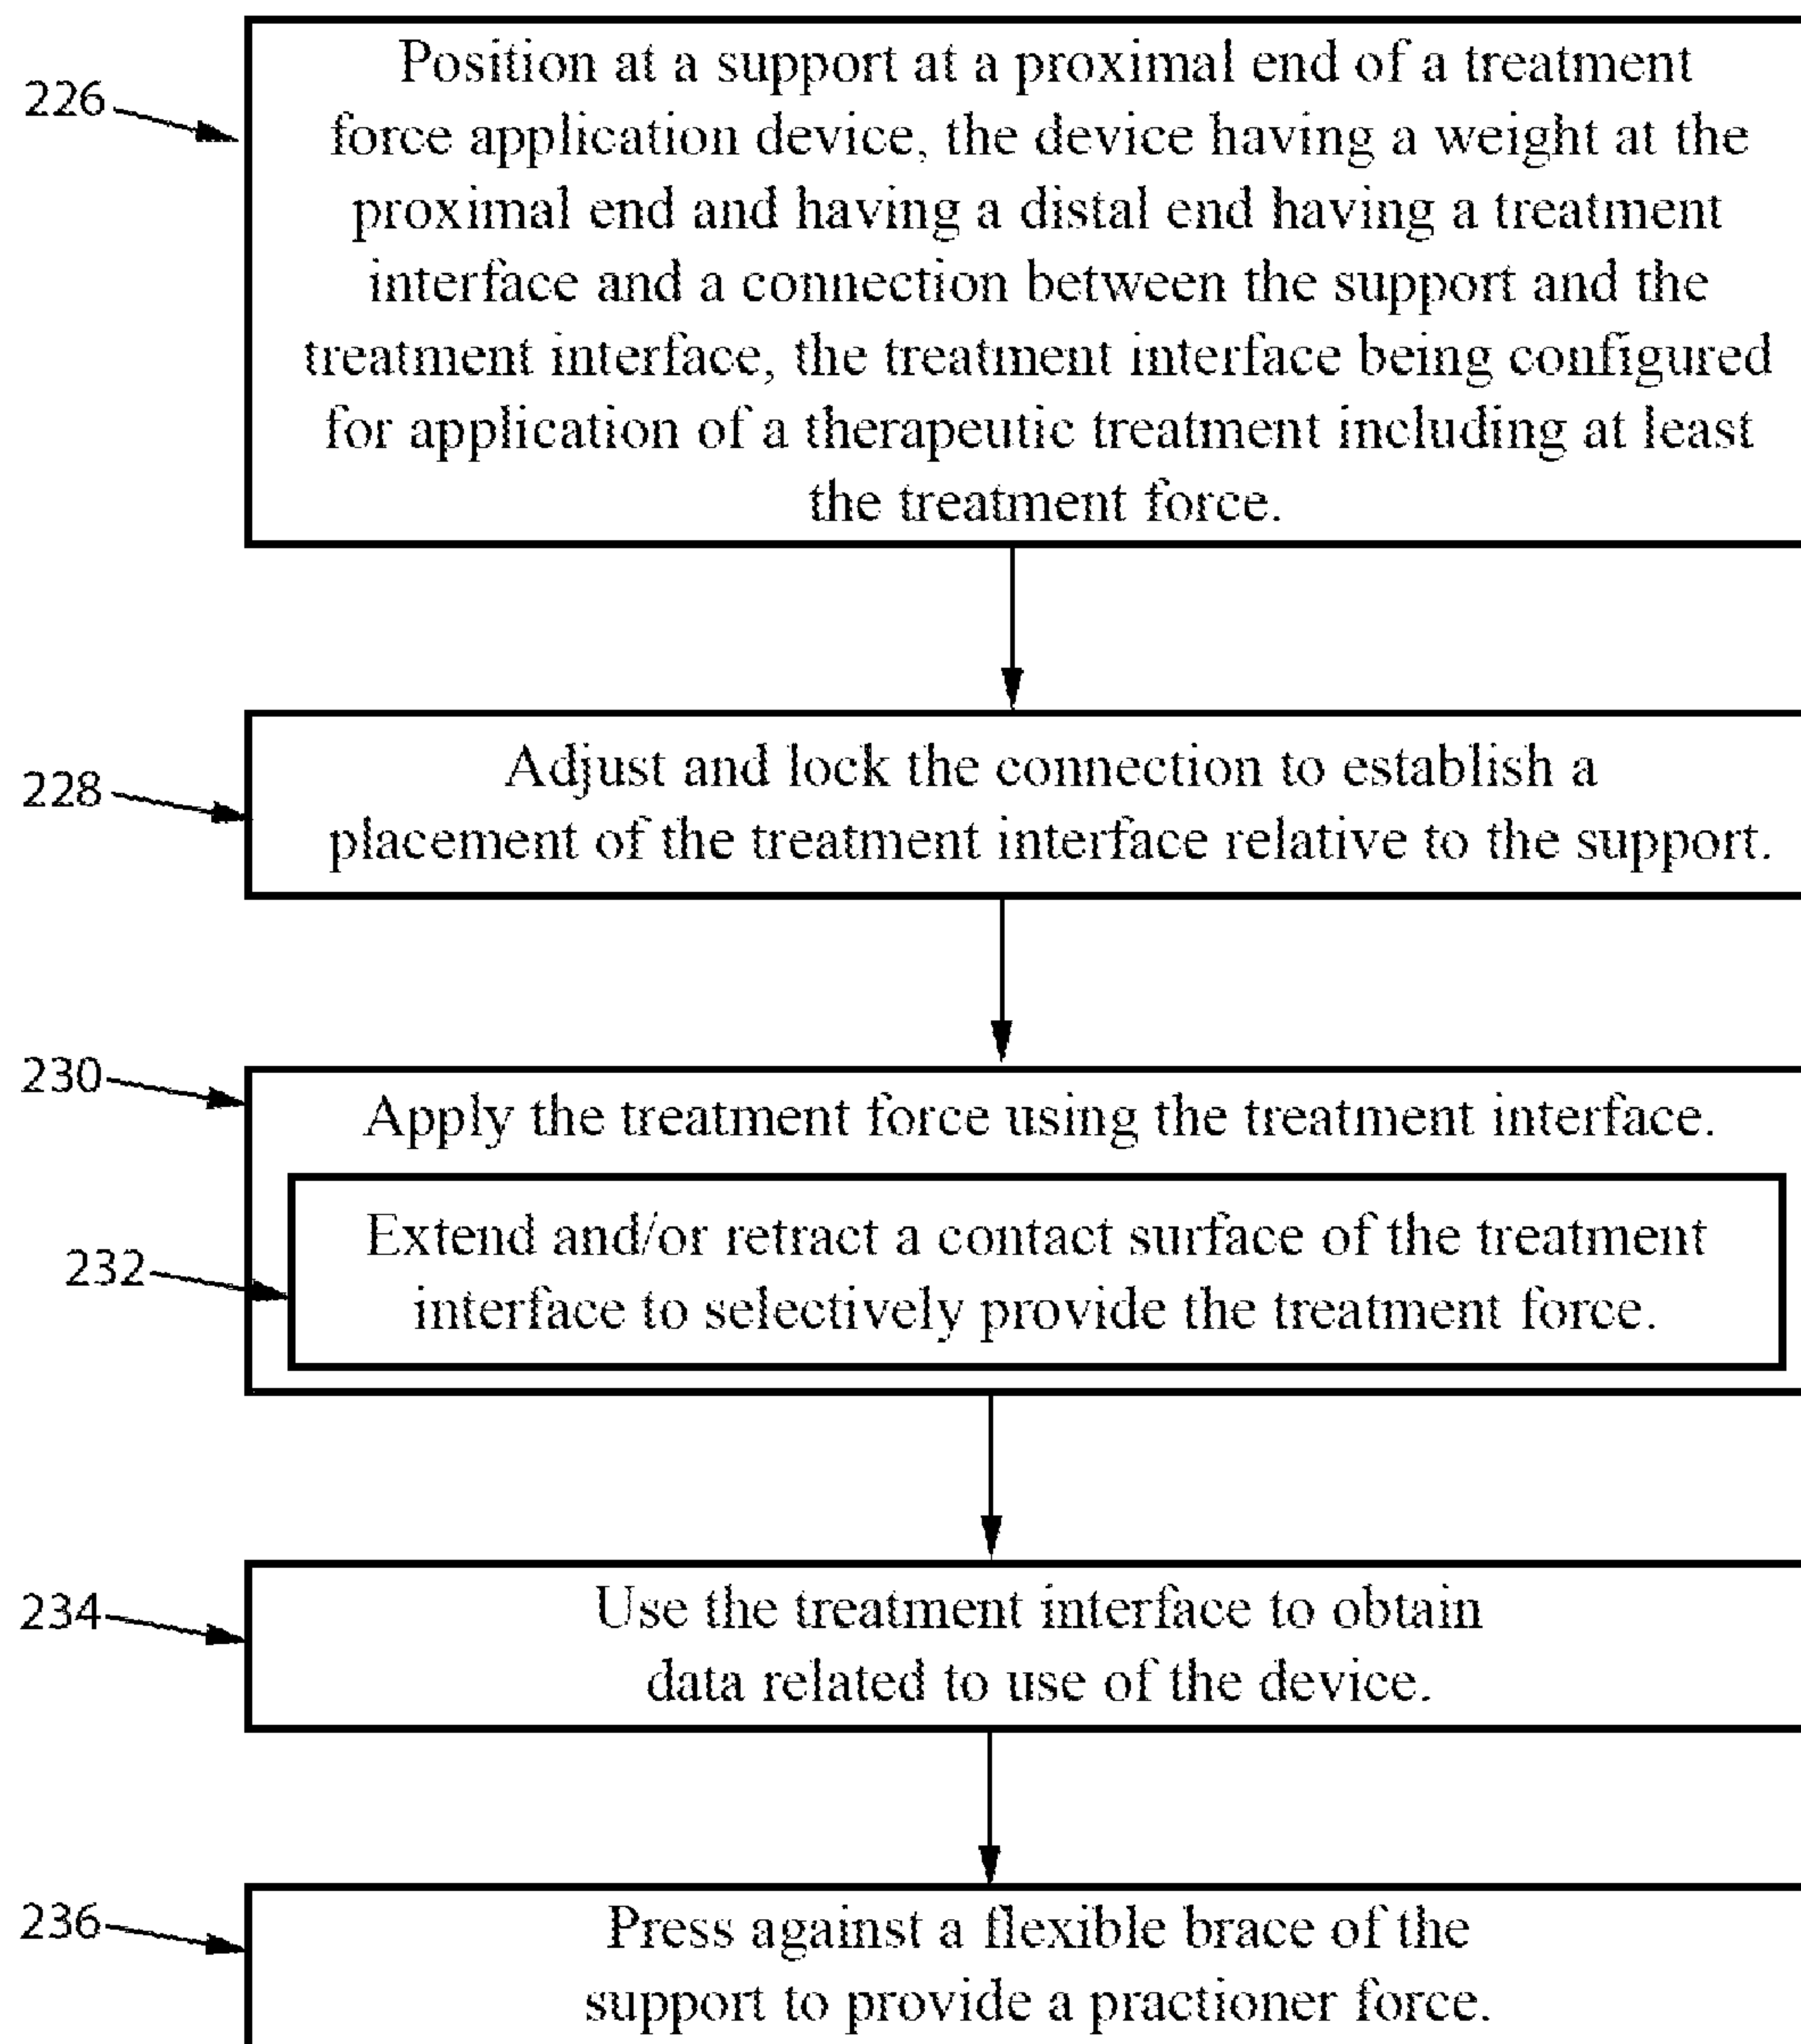 226
Position at a support at a proximal end of a treatment
force application device, the device having a weight at the
proximal end and having a distal end having a treatment
interface and a connection between the support and the
treatment interface, the treatment interface being configured
for application of a therapeutic treatment including at least
the treatment force.
228
Adjust and lock the connection to establish a
placement of the treatment interface relative to the support.
230
Apply the treatment force using the treatment interface.
232
Extend and/or retract a contact surface of the treatment
interface to selectively provide the treatment force.
234
Use the treatment interface to obtain
data related to use of the device.
236
Press against a flexible brace of the
support to provide a practioner force.